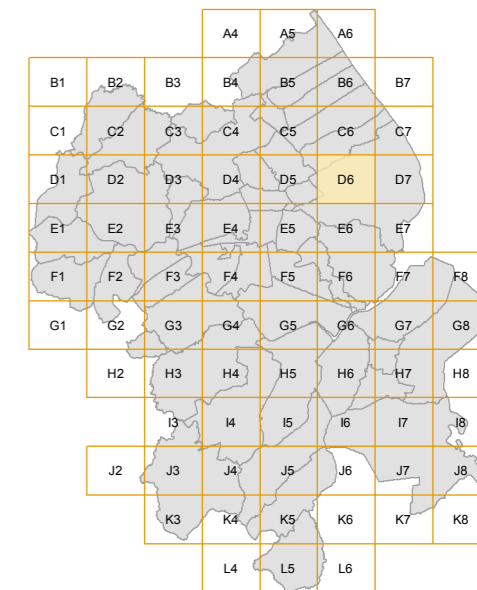 A4 A5 A6
B1 B2 B3 B4 B5 B6 B7
C1 C2 C3 C4 C5 C6 C7
D1 D2 D3 D4 D5 D6 D7
E1 E2 E3 E4 E5 E6 E7
F1 F2 F3 F4 F5 F6 F7 F8
G1 G2 G3 G4 G5 G6 G7 G8
H2 H3 H4 H5 H6 H7 H8
I3 I4 I5 I6 I7 I8
J2 J3 J4 J5 J6 J7 J8
K3 K4 K5 K6 K7 K8
L4 L5 L6